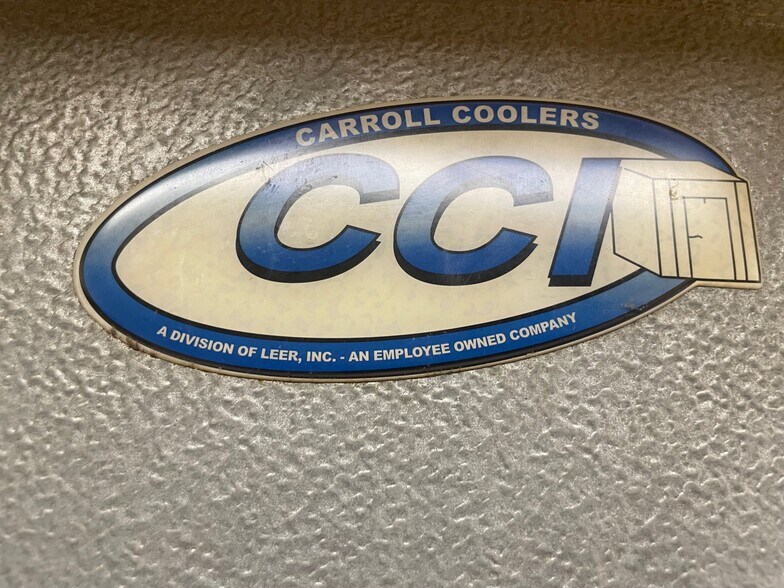 CARROLL COOLERS
CCI
A DIVISION OF LEER, INC. - AN EMPLOYEE OWNED COMPANY